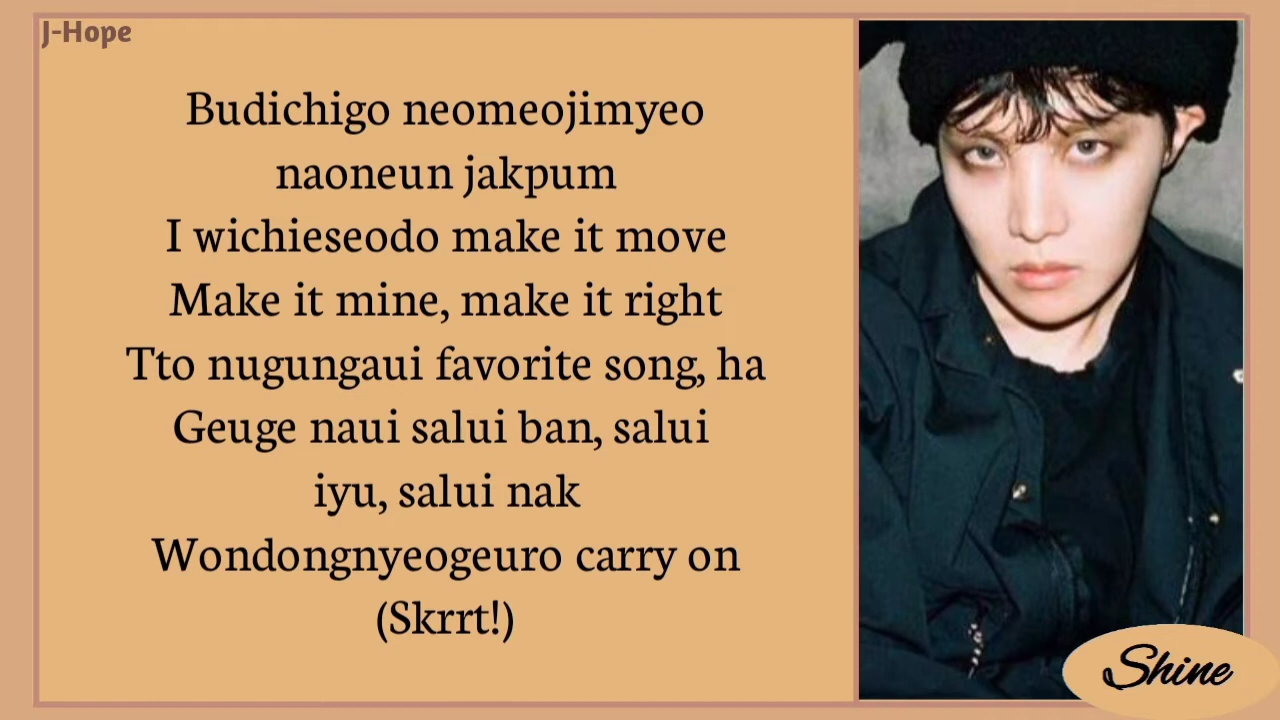 J-Hope
Budichigo neomeojimyeo
naoneun jakpum
I wichieseodo make it move
Make it mine, make it right
Tto nugungaui favorite song, ha
Geuge naui salui ban, salui
iyu, salui nak
Wondongnyeogeuro carry on
(Skrrt!)
Shine